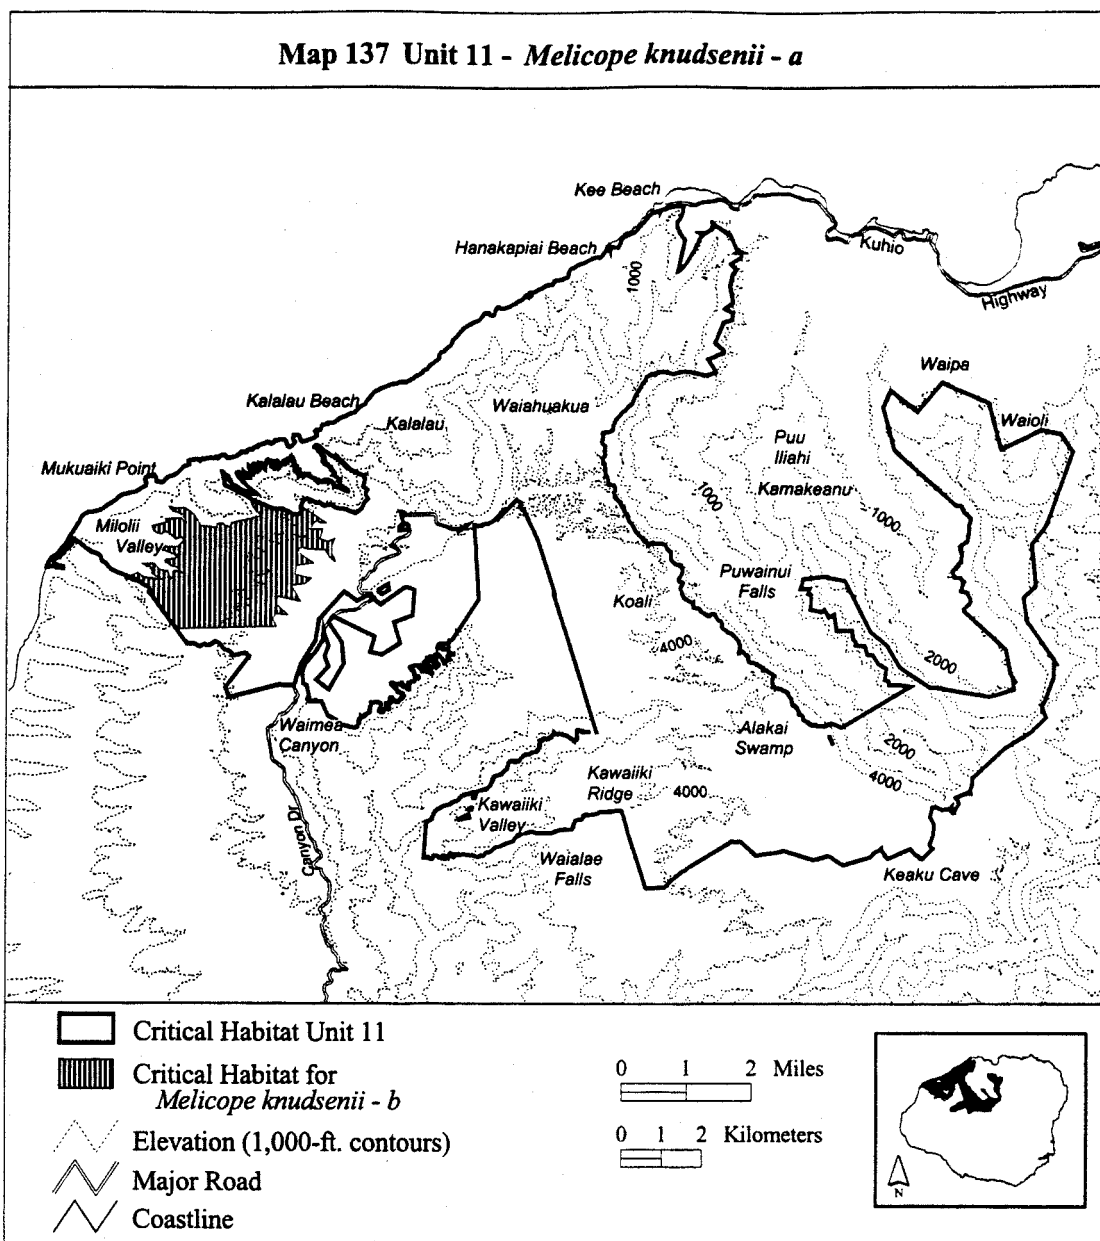 Map 137 Unit 11 - Melicope knudsenii - a
Kee Beach
Hanakapiai Beach
Kuhio
Highway
1000
Waipa
Kalalau Beach
Waiahuakua
Kalalau
Waioli
Puu
Iliahi
Mukuaiki Point
Kamakeanu
1000
1000
Milolii
Valley
Puwainui
Falls
Koali
4000
2000
Waimea
Canyon
Alakai
Swamp
2000
Kawaiiki
Ridge
4000
4000
Kawaiiki
Valley
Canyon Dr
Waialae
Falls
Keaku Cave
Critical Habitat Unit 11
Critical Habitat for
Melicope knudsenii - b
Elevation (1,000-ft. contours)
Major Road
Coastline
0 1 2 Miles
0 1 2 Kilometers
N